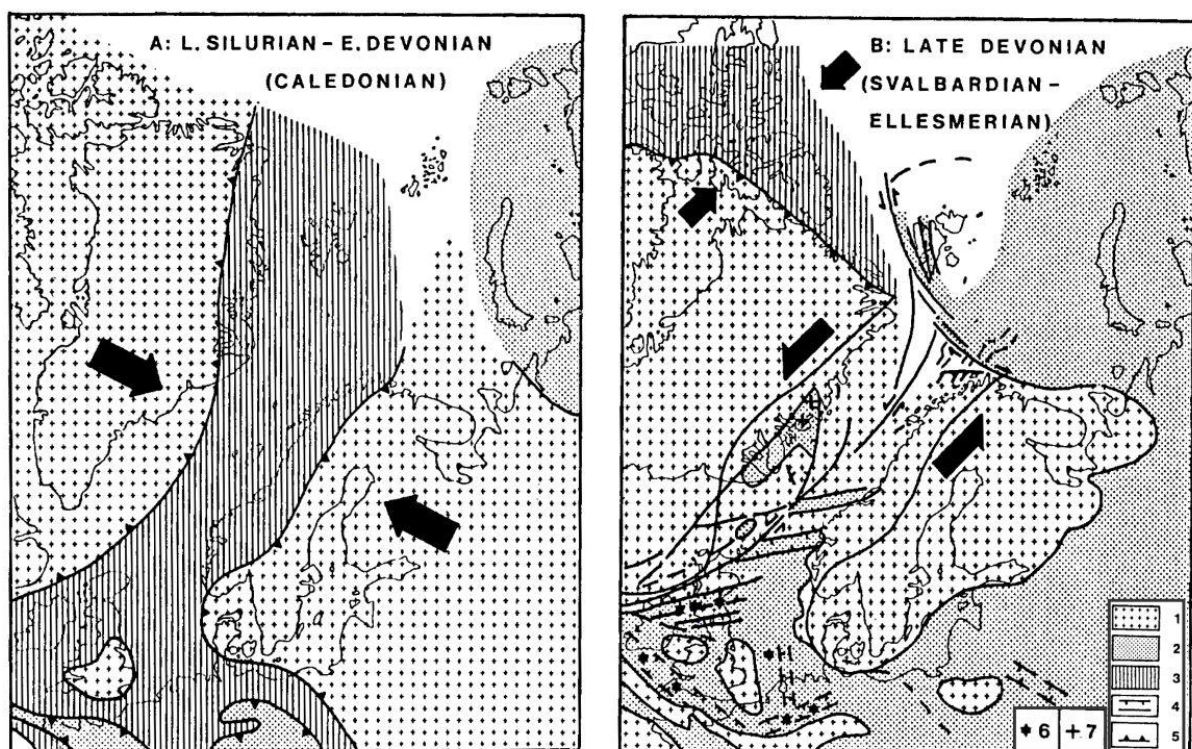 A: L. SILURIAN – E. DEVONIAN
(CALEDONIAN)
B: LATE DEVONIAN
(SVALBARDIAN –
ELLESMERIAN)
1
2
3
4
5
6
+ 7